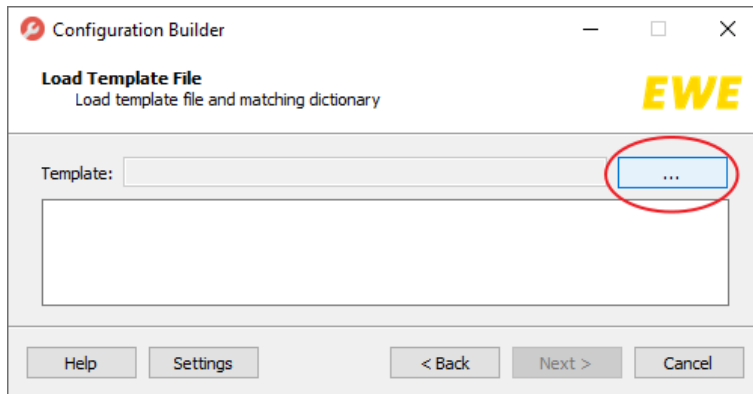 Configuration Builder
Load Template File
Load template file and matching dictionary
EWE
Template:
...
Help
Settings
< Back
Next >
Cancel